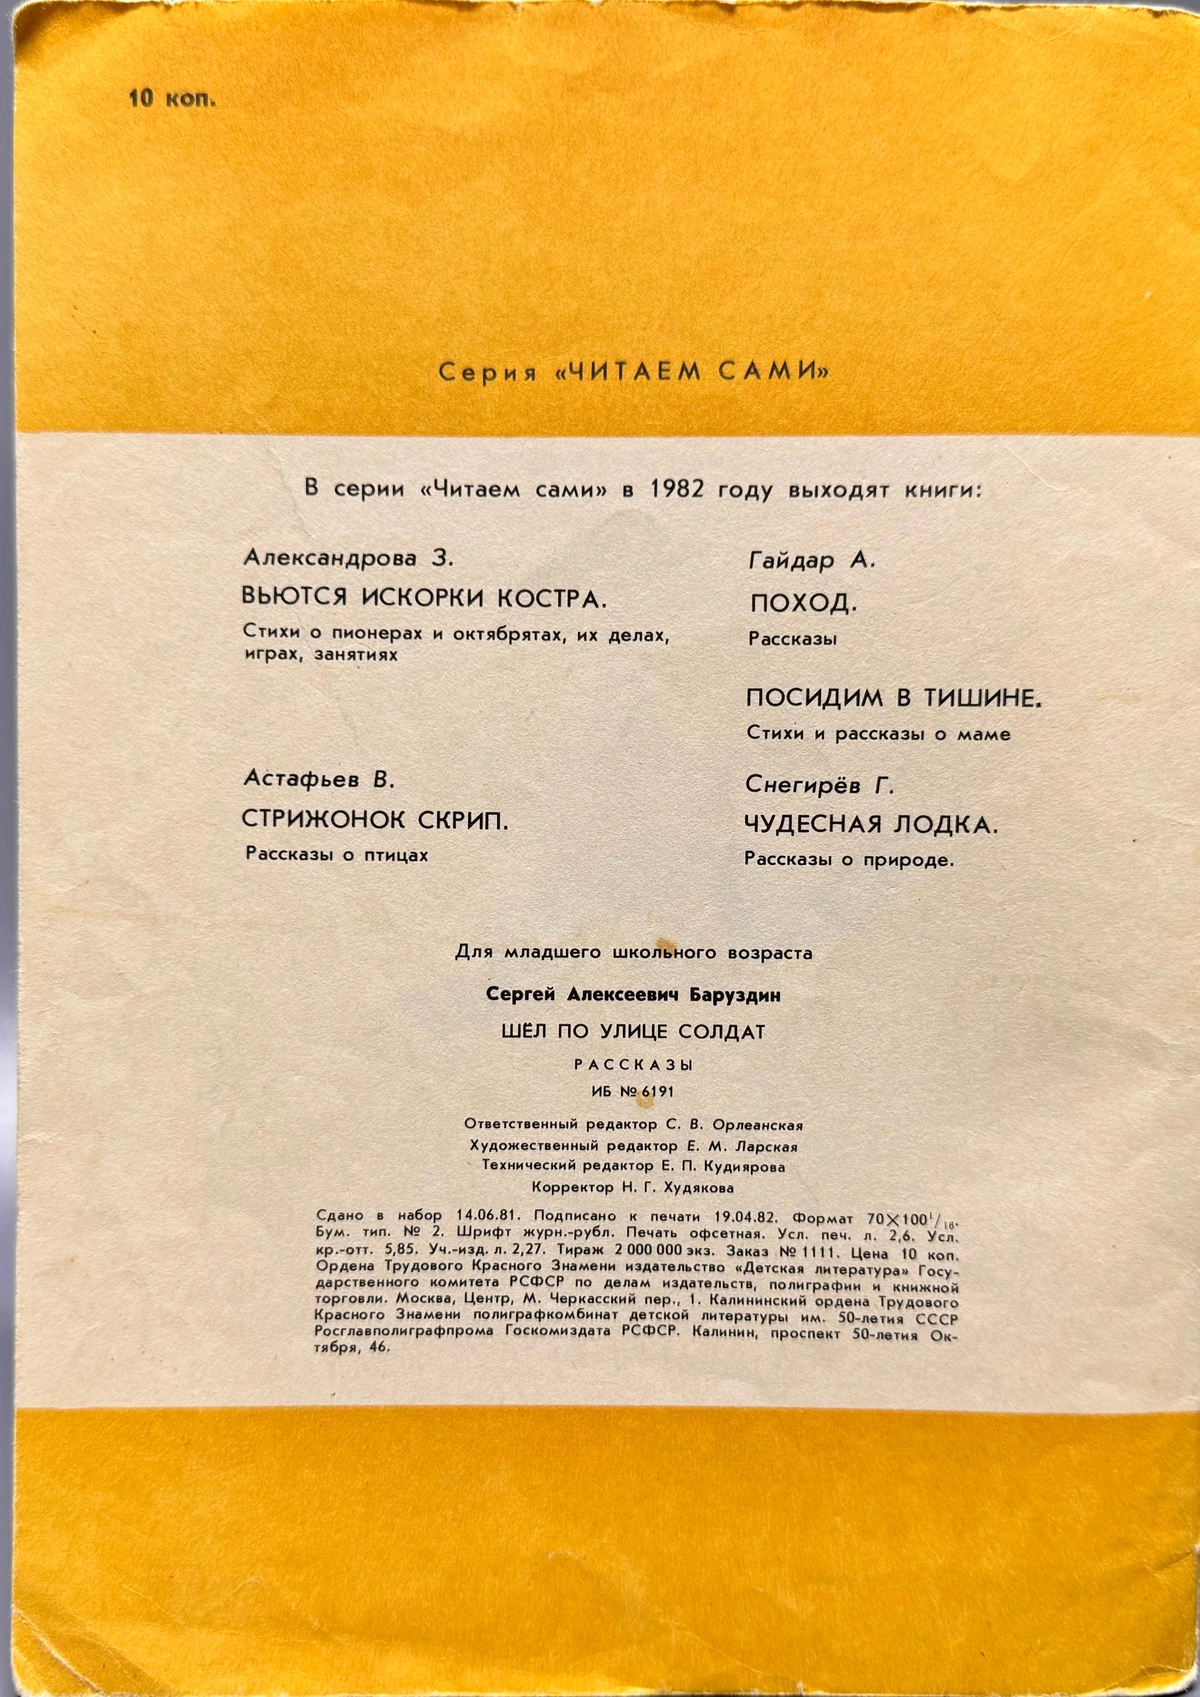 10 коп.
Серия «ЧИТАЕМ САМИ»
В серии «Читаем сами» в 1982 году выходят книги:
Александрова З.
ВЬЮТСЯ ИСКОРКИ КОСТРА.
Стихи о пионерах и октябрятах, их делах,
играх, занятиях
Астафьев В.
СТРИЖОНОК СКРИП.
Рассказы о птицах
Гайдар А.
ПОХОД.
Рассказы
ПОСИДИМ В ТИШИНЕ.
Стихи и рассказы о маме
Снегирёв Г.
ЧУДЕСНАЯ ЛОДКА.
Рассказы о природе.
Для младшего школьного возраста
Сергей Алексеевич Баруздин
ШЁЛ ПО УЛИЦЕ СОЛДАТ
РАССКАЗЫ
ИБ № 6191
Ответственный редактор С. В. Орлеанская
Художественный редактор Е. М. Ларская
Технический редактор Е. П. Кудиярова
Корректор Н. Г. Худякова
Сдано в набор 14.06.81. Подписано к печати 19.04.82. Формат 70×100¹/₁₆.
Бум. тип. № 2. Шрифт журн.-рубл. Печать офсетная. Усл. печ. л. 2,6. Усл.
кр.-отт. 5,85. Уч.-изд. л. 2,27. Тираж 2 000 000 экз. Заказ № 1111. Цена 10 коп.
Ордена Трудового Красного Знамени издательство «Детская литература» Госу-
дарственного комитета РСФСР по делам издательств, полиграфии и книжной
торговли. Москва, Центр, М. Черкасский пер., 1. Калининский ордена Трудового
Красного Знамени полиграфкомбинат детской литературы им. 50-летия СССР
Росглавполиграфпрома Госкомиздата РСФСР. Калинин, проспект 50-летия Ок-
тября, 46.